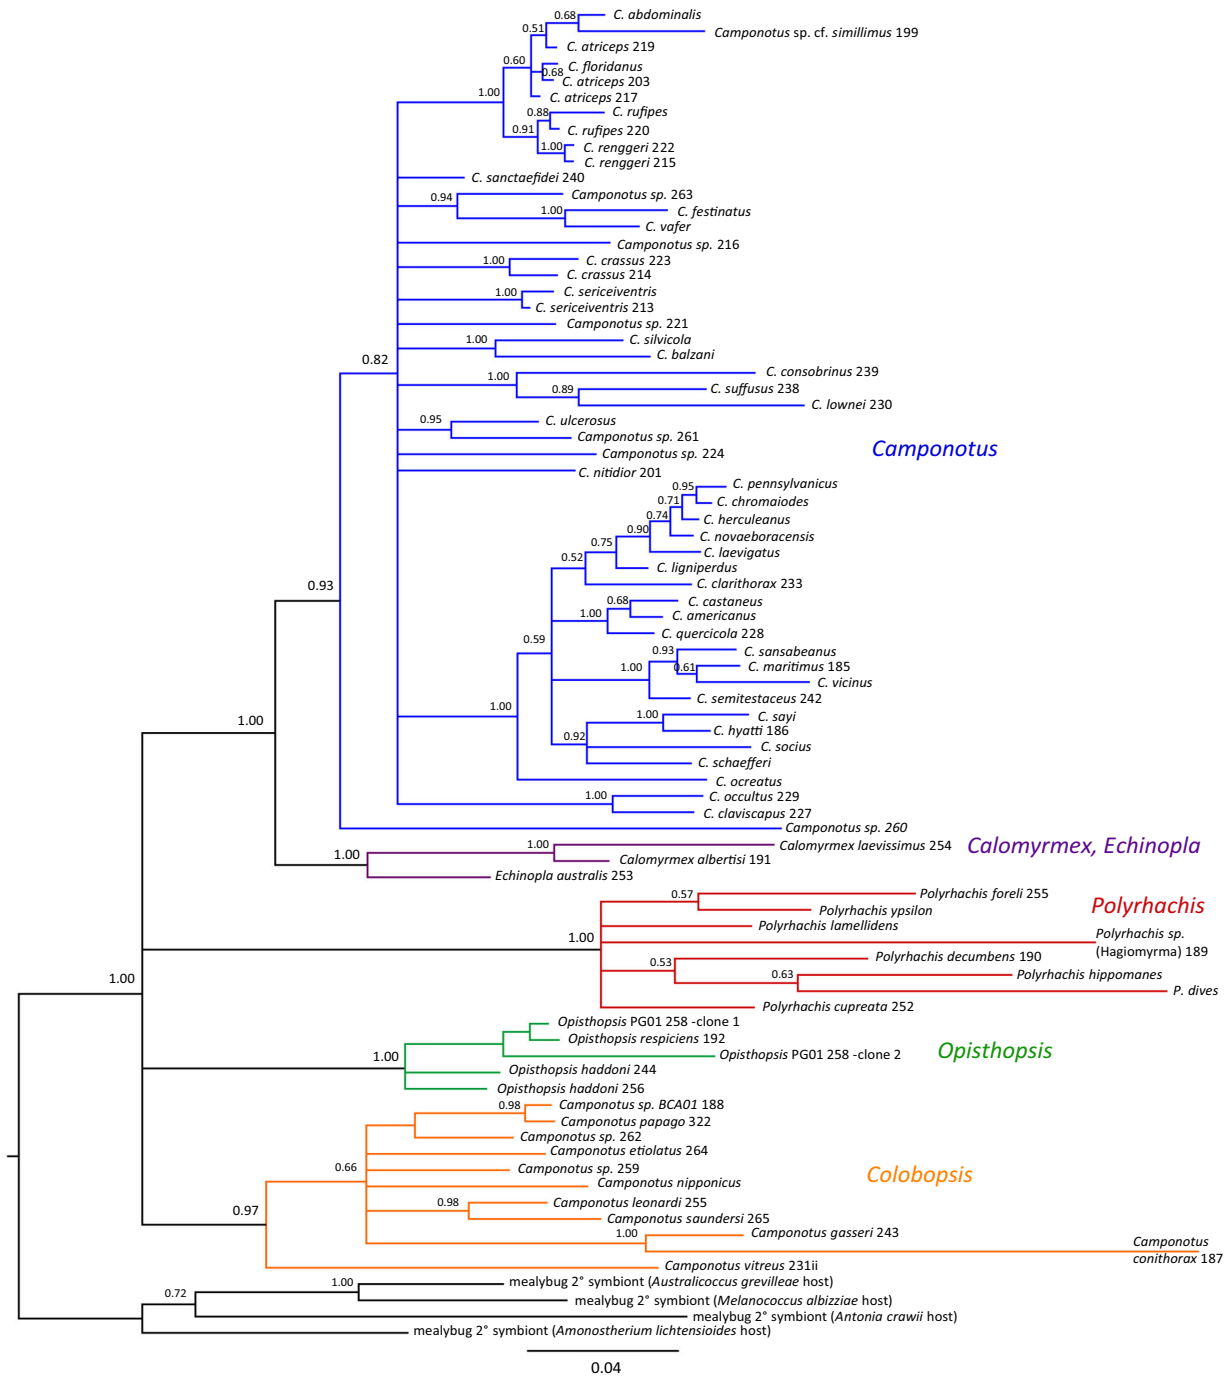 0.68
C. abdominalis
0.51
Camponotus sp. cf. simillimus 199
C. atriceps 219
0.60
C. floridanus
0.68
C. atriceps 203
1.00
C. atriceps 217
0.88
C. rufipes
0.91
C. rufipes 220
1.00
C. renggeri 222
C. renggeri 215
C. sanctaefidei 240
0.94
Camponotus sp. 263
1.00
C. festinatus
C. vafer
Camponotus sp. 216
1.00
C. crassus 223
C. crassus 214
1.00
C. sericeiventris
C. sericeiventris 213
Camponotus sp. 221
1.00
C. silvicola
C. balzani
0.82
1.00
C. consobrinus 239
0.89
C. suffusus 238
C. lownei 230
0.95
C. ulcerosus
Camponotus sp. 261
Camponotus
Camponotus sp. 224
C. nitidior 201
0.95
C. pennsylvanicus
0.71
C. chromaiodes
0.74
C. herculeanus
0.90
C. novaeboracensis
0.75
C. laevigatus
0.52
C. ligniperdus
C. clarithorax 233
0.93
0.68
C. castaneus
1.00
C. americanus
C. quercicola 228
0.59
0.93
C. sansabeanus
1.00
0.61
C. maritimus 185
C. vicinus
C. semitestaceus 242
1.00
1.00
C. sayi
C. hyatti 186
0.92
C. socius
C. schaefferi
1.00
C. ocreatus
1.00
C. occultus 229
C. claviscapus 227
Camponotus sp. 260
1.00
1.00
Calomyrmex laevissimus 254
Calomyrmex, Echinopla
Calomyrmex albertisi 191
Echinopla australis 253
0.57
Polyrhachis foreli 255
Polyrhachis
Polyrhachis ypsilon
Polyrhachis lamellidens
1.00
Polyrhachis sp.
(Hagiomyrma) 189
0.53
Polyrhachis decumbens 190
0.63
Polyrhachis hippomanes
1.00
P. dives
Polyrhachis cupreata 252
Opisthopsis PG01 258 -clone 1
Opisthopsis respiciens 192
1.00
Opisthopsis PG01 258 -clone 2
Opisthopsis
Opisthopsis haddoni 244
Opisthopsis haddoni 256
0.98
Camponotus sp. BCA01 188
Camponotus papago 322
Camponotus sp. 262
Camponotus etiolatus 264
0.66
Camponotus sp. 259
Colobopsis
Camponotus nipponicus
0.98
Camponotus leonardi 255
0.97
Camponotus saundersi 265
1.00
Camponotus gasseri 243
Camponotus
conithorax 187
Camponotus vitreus 231ii
1.00
mealybug 2° symbiont (Australicoccus grevilleae host)
0.72
mealybug 2° symbiont (Melanococcus albizziae host)
mealybug 2° symbiont (Antonia crawii host)
mealybug 2° symbiont (Amonostherium lichtensioides host)
0.04